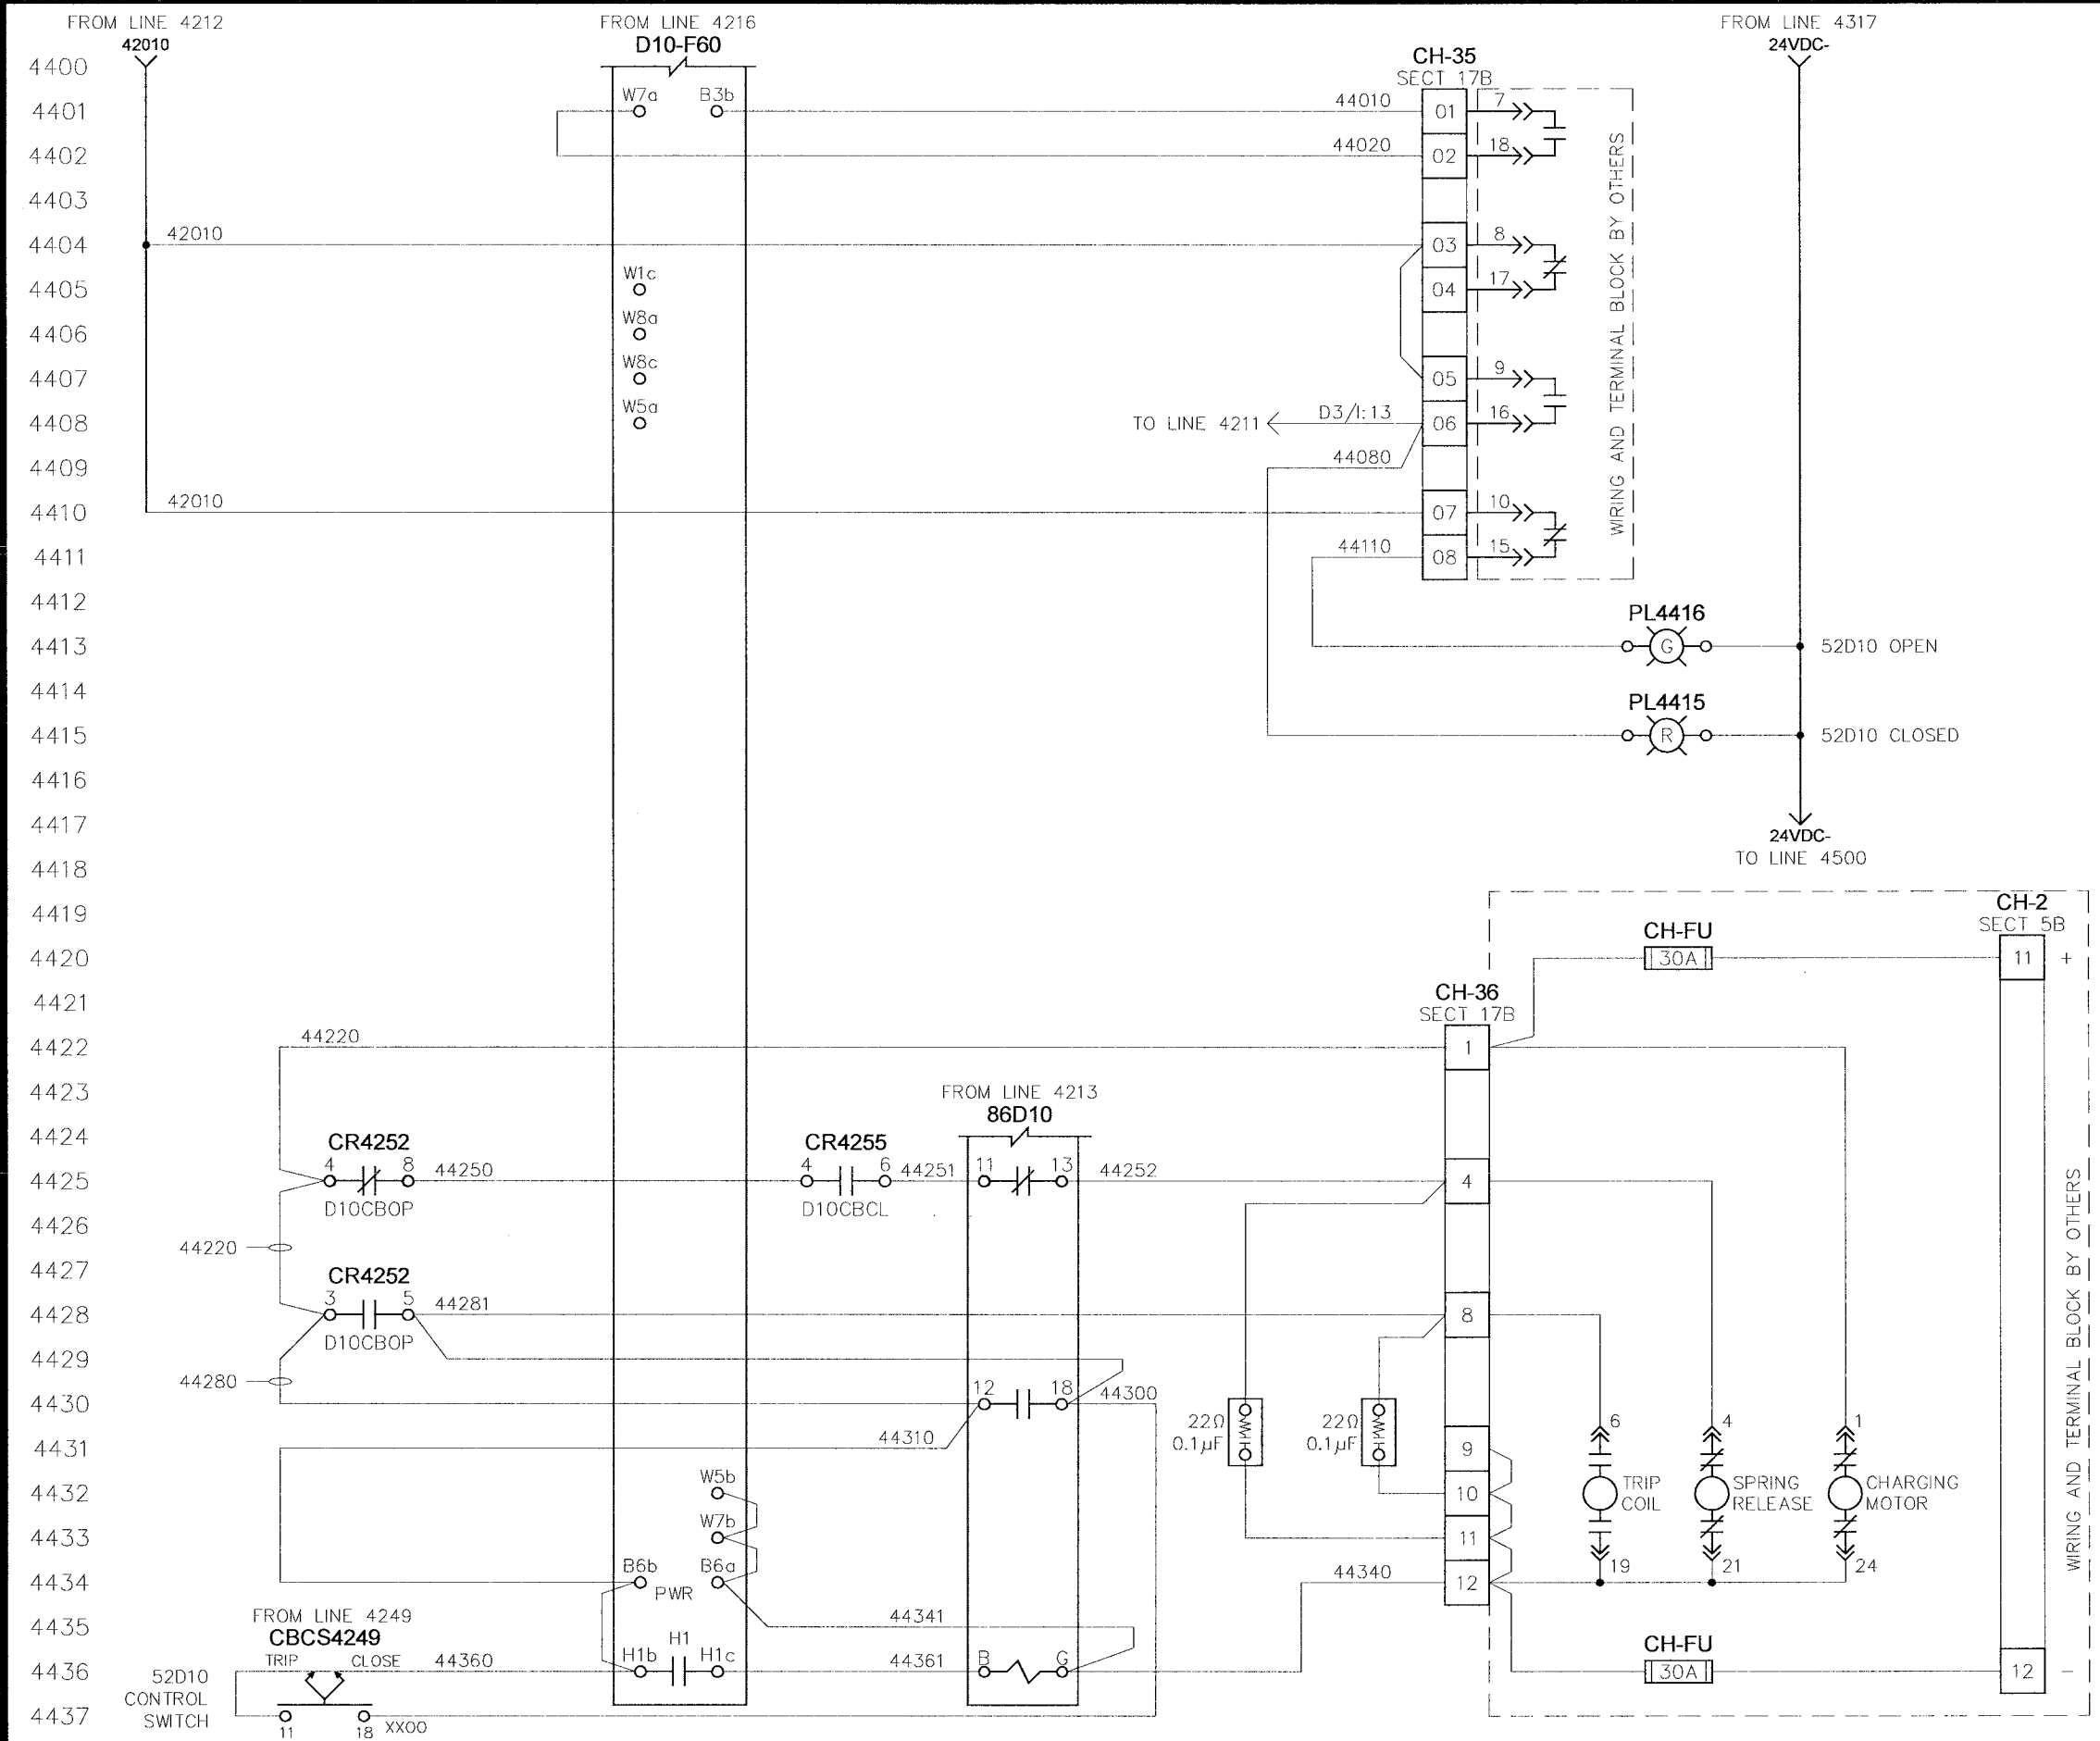 FROM LINE 4212
42010
FROM LINE 4216
D10-F60
FROM LINE 4317
24VDC-
CH-35
SECT 17B
4400
4401
W7a
B3b
44010
01
7
4402
44020
02
18
4403
4404
42010
03
8
4405
W1c
04
17
4406
W8a
4407
W8c
05
9
4408
W5a
TO LINE 4211
D3/I:13
06
16
4409
44080
4410
42010
07
10
4411
44110
08
15
WIRING AND TERMINAL BLOCK BY OTHERS
4412
PL4416
4413
G
52D10 OPEN
4414
PL4415
4415
R
52D10 CLOSED
4416
4417
24VDC-
TO LINE 4500
4418
4419
CH-2
SECT 5B
CH-FU
4420
30A
11
+
4421
CH-36
SECT 17B
4422
44220
1
4423
FROM LINE 4213
86D10
4424
CR4252
CR4255
4425
4
8
44250
4
6
44251
11
13
44252
4
D10CBOP
D10CBCL
4426
44220
4427
CR4252
4428
3
5
44281
8
D10CBOP
4429
44280
4430
12
18
44300
22Ω
0.1µF
22Ω
0.1µF
6
4
1
4431
44310
9
4432
W5b
10
TRIP
COIL
SPRING
RELEASE
CHARGING
MOTOR
4433
W7b
11
4434
B6b
B6a
PWR
44340
12
19
21
24
WIRING AND TERMINAL BLOCK BY OTHERS
4435
FROM LINE 4249
CBCS4249
44341
CH-FU
4436
TRIP
CLOSE
44360
H1b
H1
H1c
44361
B
G
30A
12
-
52D10
CONTROL
SWITCH
4437
11
18
XXOO